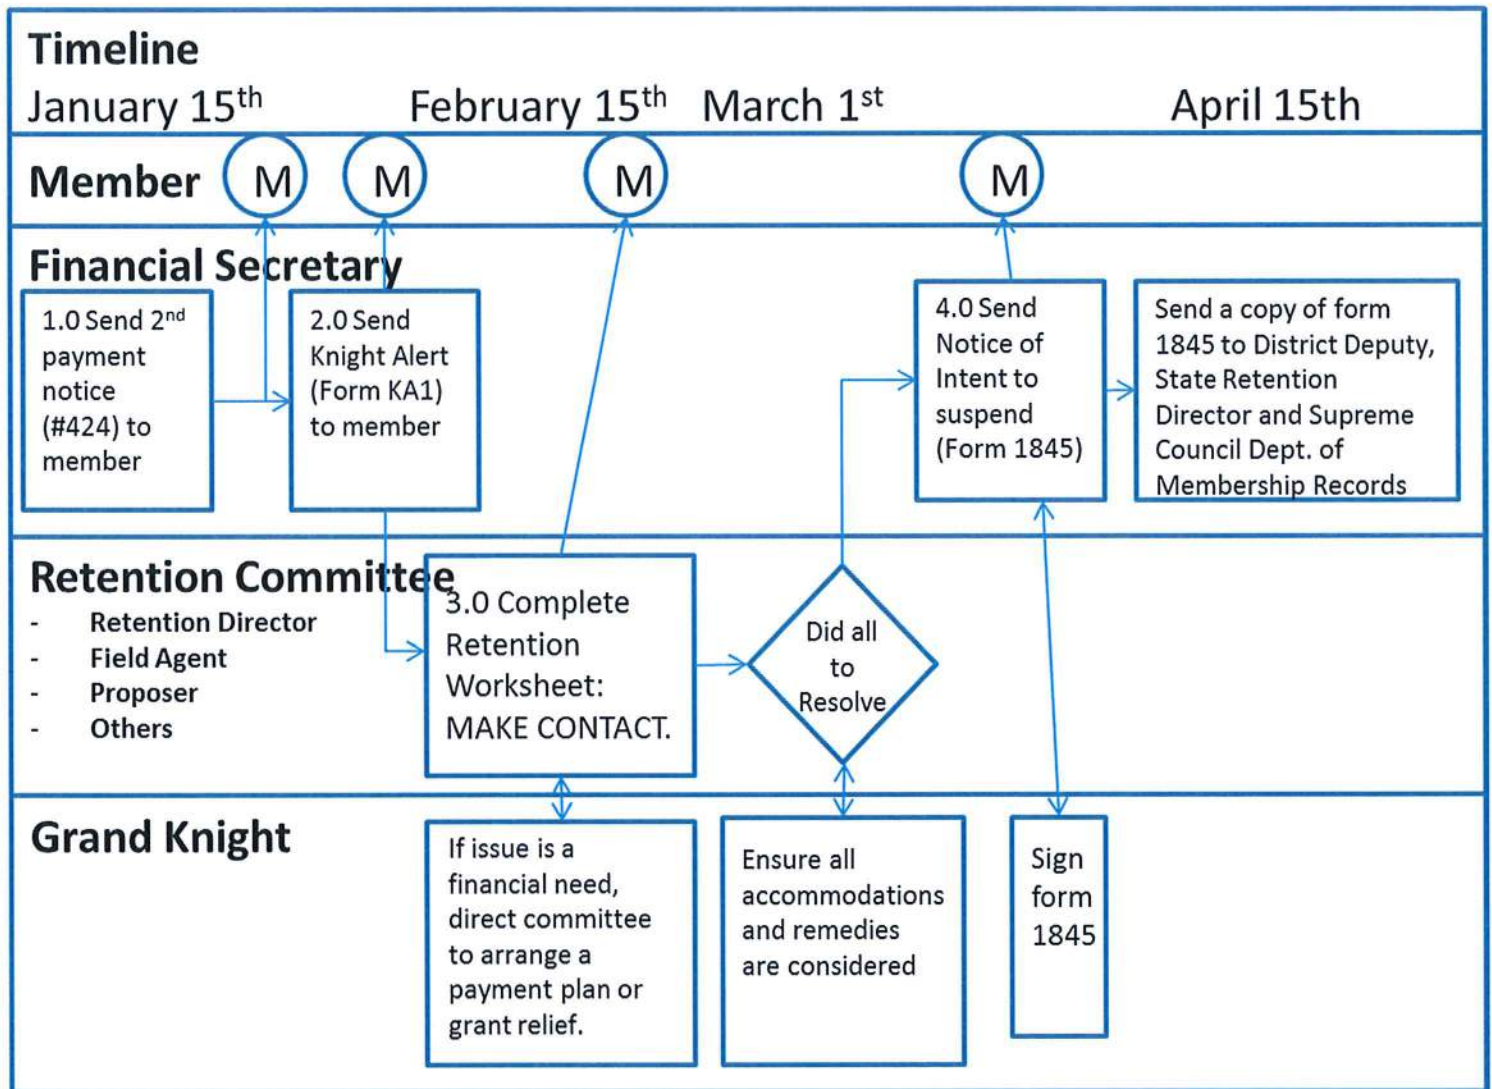 Timeline
January 15th
February 15th
March 1st
April 15th
Member
M
M
M
M
Financial Secretary
1.0 Send 2nd
payment
notice
(#424) to
member
2.0 Send
Knight Alert
(Form KA1)
to member
4.0 Send
Notice of
Intent to
suspend
(Form 1845)
Send a copy of form
1845 to District Deputy,
State Retention
Director and Supreme
Council Dept. of
Membership Records
Retention Committee
- Retention Director
- Field Agent
- Proposer
- Others
3.0 Complete
Retention
Worksheet:
MAKE CONTACT.
Did all
to
Resolve
Grand Knight
If issue is a
financial need,
direct committee
to arrange a
payment plan or
grant relief.
Ensure all
accommodations
and remedies
are considered
Sign
form
1845